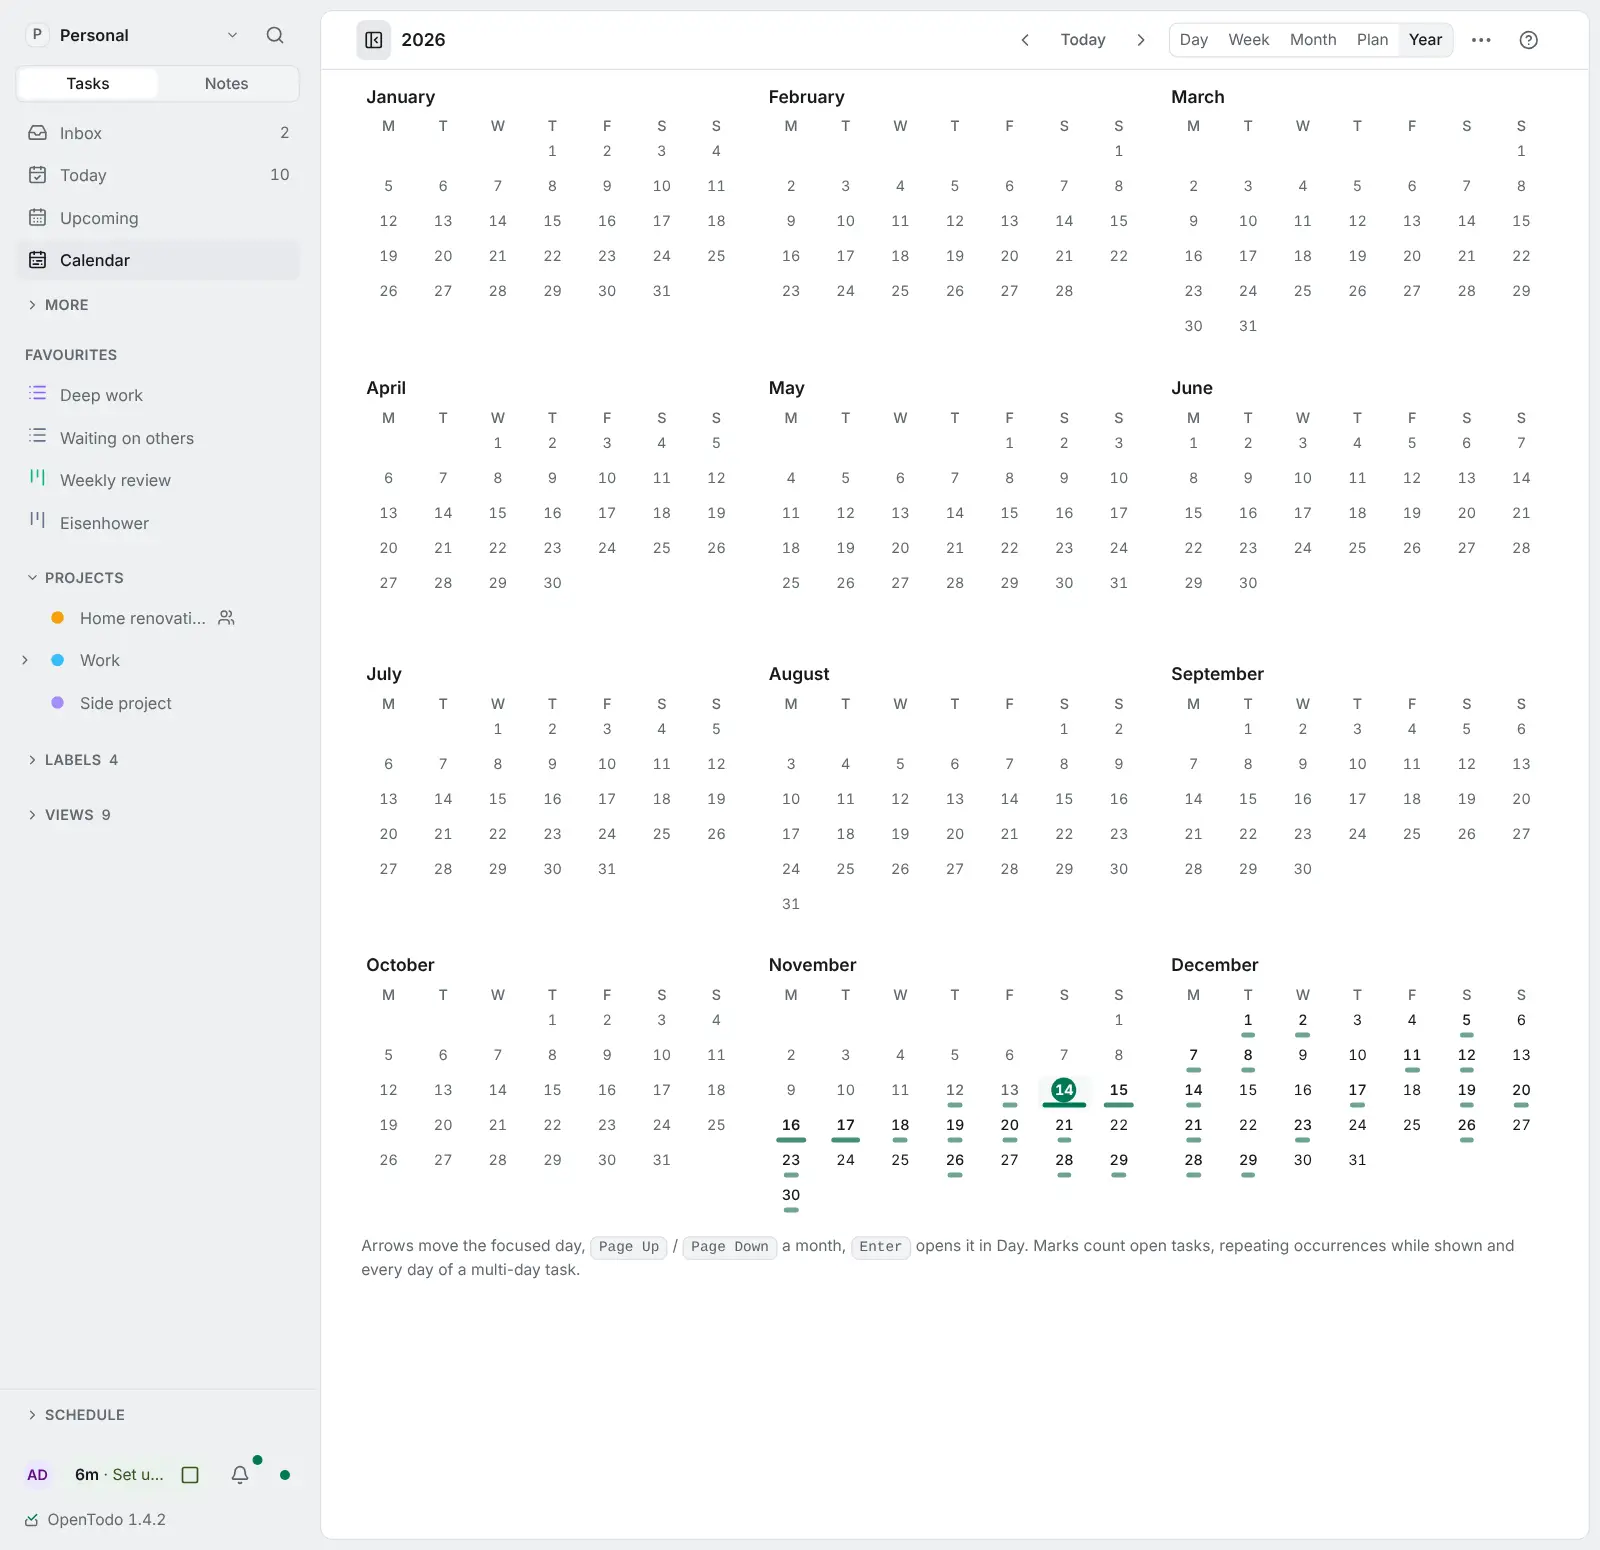 P Personal
Tasks Notes
Inbox 2
Today 10
Upcoming
Calendar
MORE
FAVOURITES
Deep work
Waiting on others
Weekly review
Eisenhower
PROJECTS
Home renovati...
Work
Side project
LABELS 4
VIEWS 9
SCHEDULE
AD 6m · Set u...
OpenTodo 1.4.2
2026 Today Day Week Month Plan Year
January
M T W T F S S
1 2 3 4
5 6 7 8 9 10 11
12 13 14 15 16 17 18
19 20 21 22 23 24 25
26 27 28 29 30 31
February
M T W T F S S
1
2 3 4 5 6 7 8
9 10 11 12 13 14 15
16 17 18 19 20 21 22
23 24 25 26 27 28
March
M T W T F S S
1
2 3 4 5 6 7 8
9 10 11 12 13 14 15
16 17 18 19 20 21 22
23 24 25 26 27 28 29
30 31
April
M T W T F S S
1 2 3 4 5
6 7 8 9 10 11 12
13 14 15 16 17 18 19
20 21 22 23 24 25 26
27 28 29 30
May
M T W T F S S
1 2 3
4 5 6 7 8 9 10
11 12 13 14 15 16 17
18 19 20 21 22 23 24
25 26 27 28 29 30 31
June
M T W T F S S
1 2 3 4 5 6 7
8 9 10 11 12 13 14
15 16 17 18 19 20 21
22 23 24 25 26 27 28
29 30
July
M T W T F S S
1 2 3 4 5
6 7 8 9 10 11 12
13 14 15 16 17 18 19
20 21 22 23 24 25 26
27 28 29 30 31
August
M T W T F S S
1 2
3 4 5 6 7 8 9
10 11 12 13 14 15 16
17 18 19 20 21 22 23
24 25 26 27 28 29 30
31
September
M T W T F S S
1 2 3 4 5 6
7 8 9 10 11 12 13
14 15 16 17 18 19 20
21 22 23 24 25 26 27
28 29 30
October
M T W T F S S
1 2 3 4
5 6 7 8 9 10 11
12 13 14 15 16 17 18
19 20 21 22 23 24 25
26 27 28 29 30 31
November
M T W T F S S
1
2 3 4 5 6 7 8
9 10 11 12 13 14 15
16 17 18 19 20 21 22
23 24 25 26 27 28 29
30
December
M T W T F S S
1 2 3 4 5 6
7 8 9 10 11 12 13
14 15 16 17 18 19 20
21 22 23 24 25 26 27
28 29 30 31
Arrows move the focused day, Page Up / Page Down a month, Enter opens it in Day. Marks count open tasks, repeating occurrences while shown and
every day of a multi-day task.